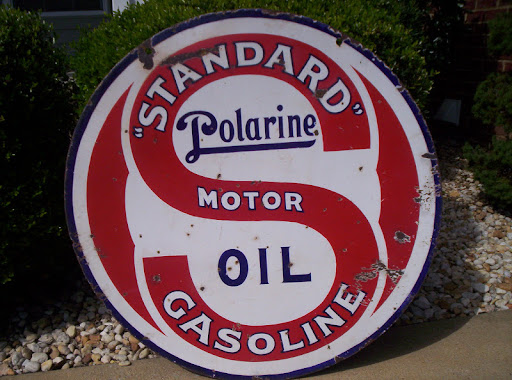 "STANDARD"
Polarine
MOTOR
OIL
GASOLINE